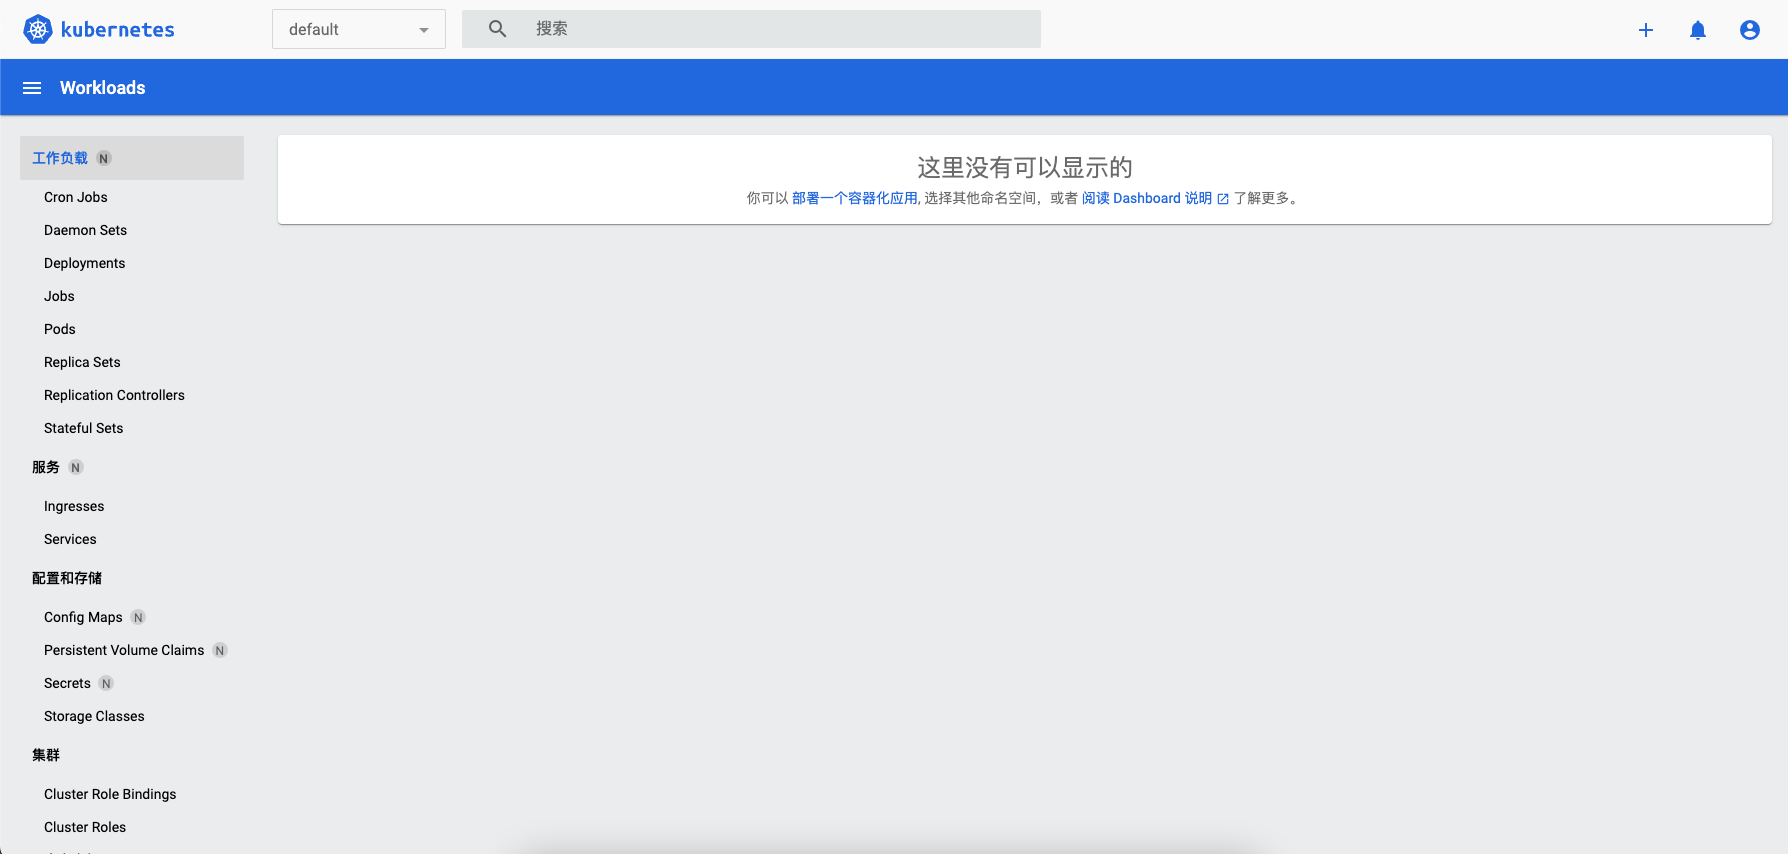 kubernetes
default
搜索
Workloads
工作负载 N
Cron Jobs
Daemon Sets
Deployments
Jobs
Pods
Replica Sets
Replication Controllers
Stateful Sets
服务 N
Ingresses
Services
配置和存储
Config Maps N
Persistent Volume Claims N
Secrets N
Storage Classes
集群
Cluster Role Bindings
Cluster Roles
这里没有可以显示的
你可以 部署一个容器化应用, 选择其他命名空间，或者 阅读 Dashboard 说明 了解更多。